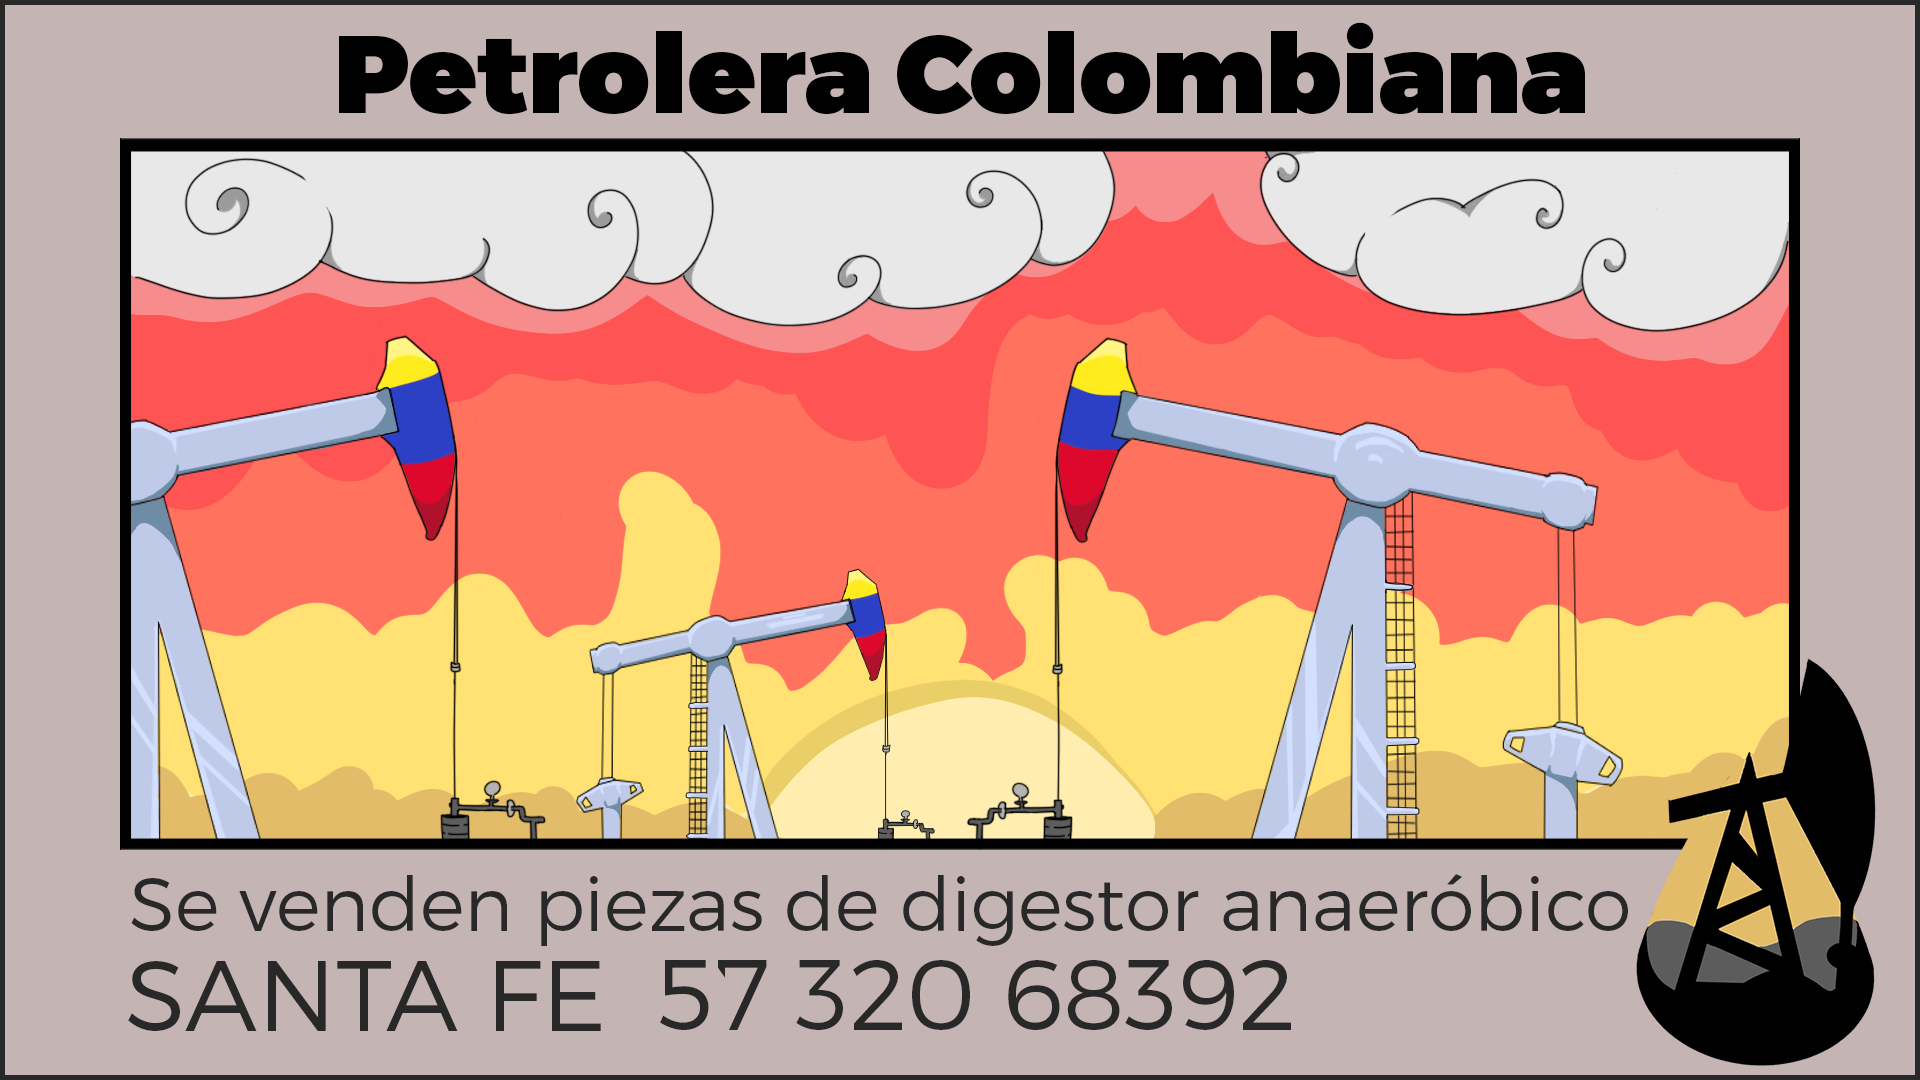 Petrolera Colombiana
Se venden piezas de digestor anaeróbico
SANTA FE 57 320 68392